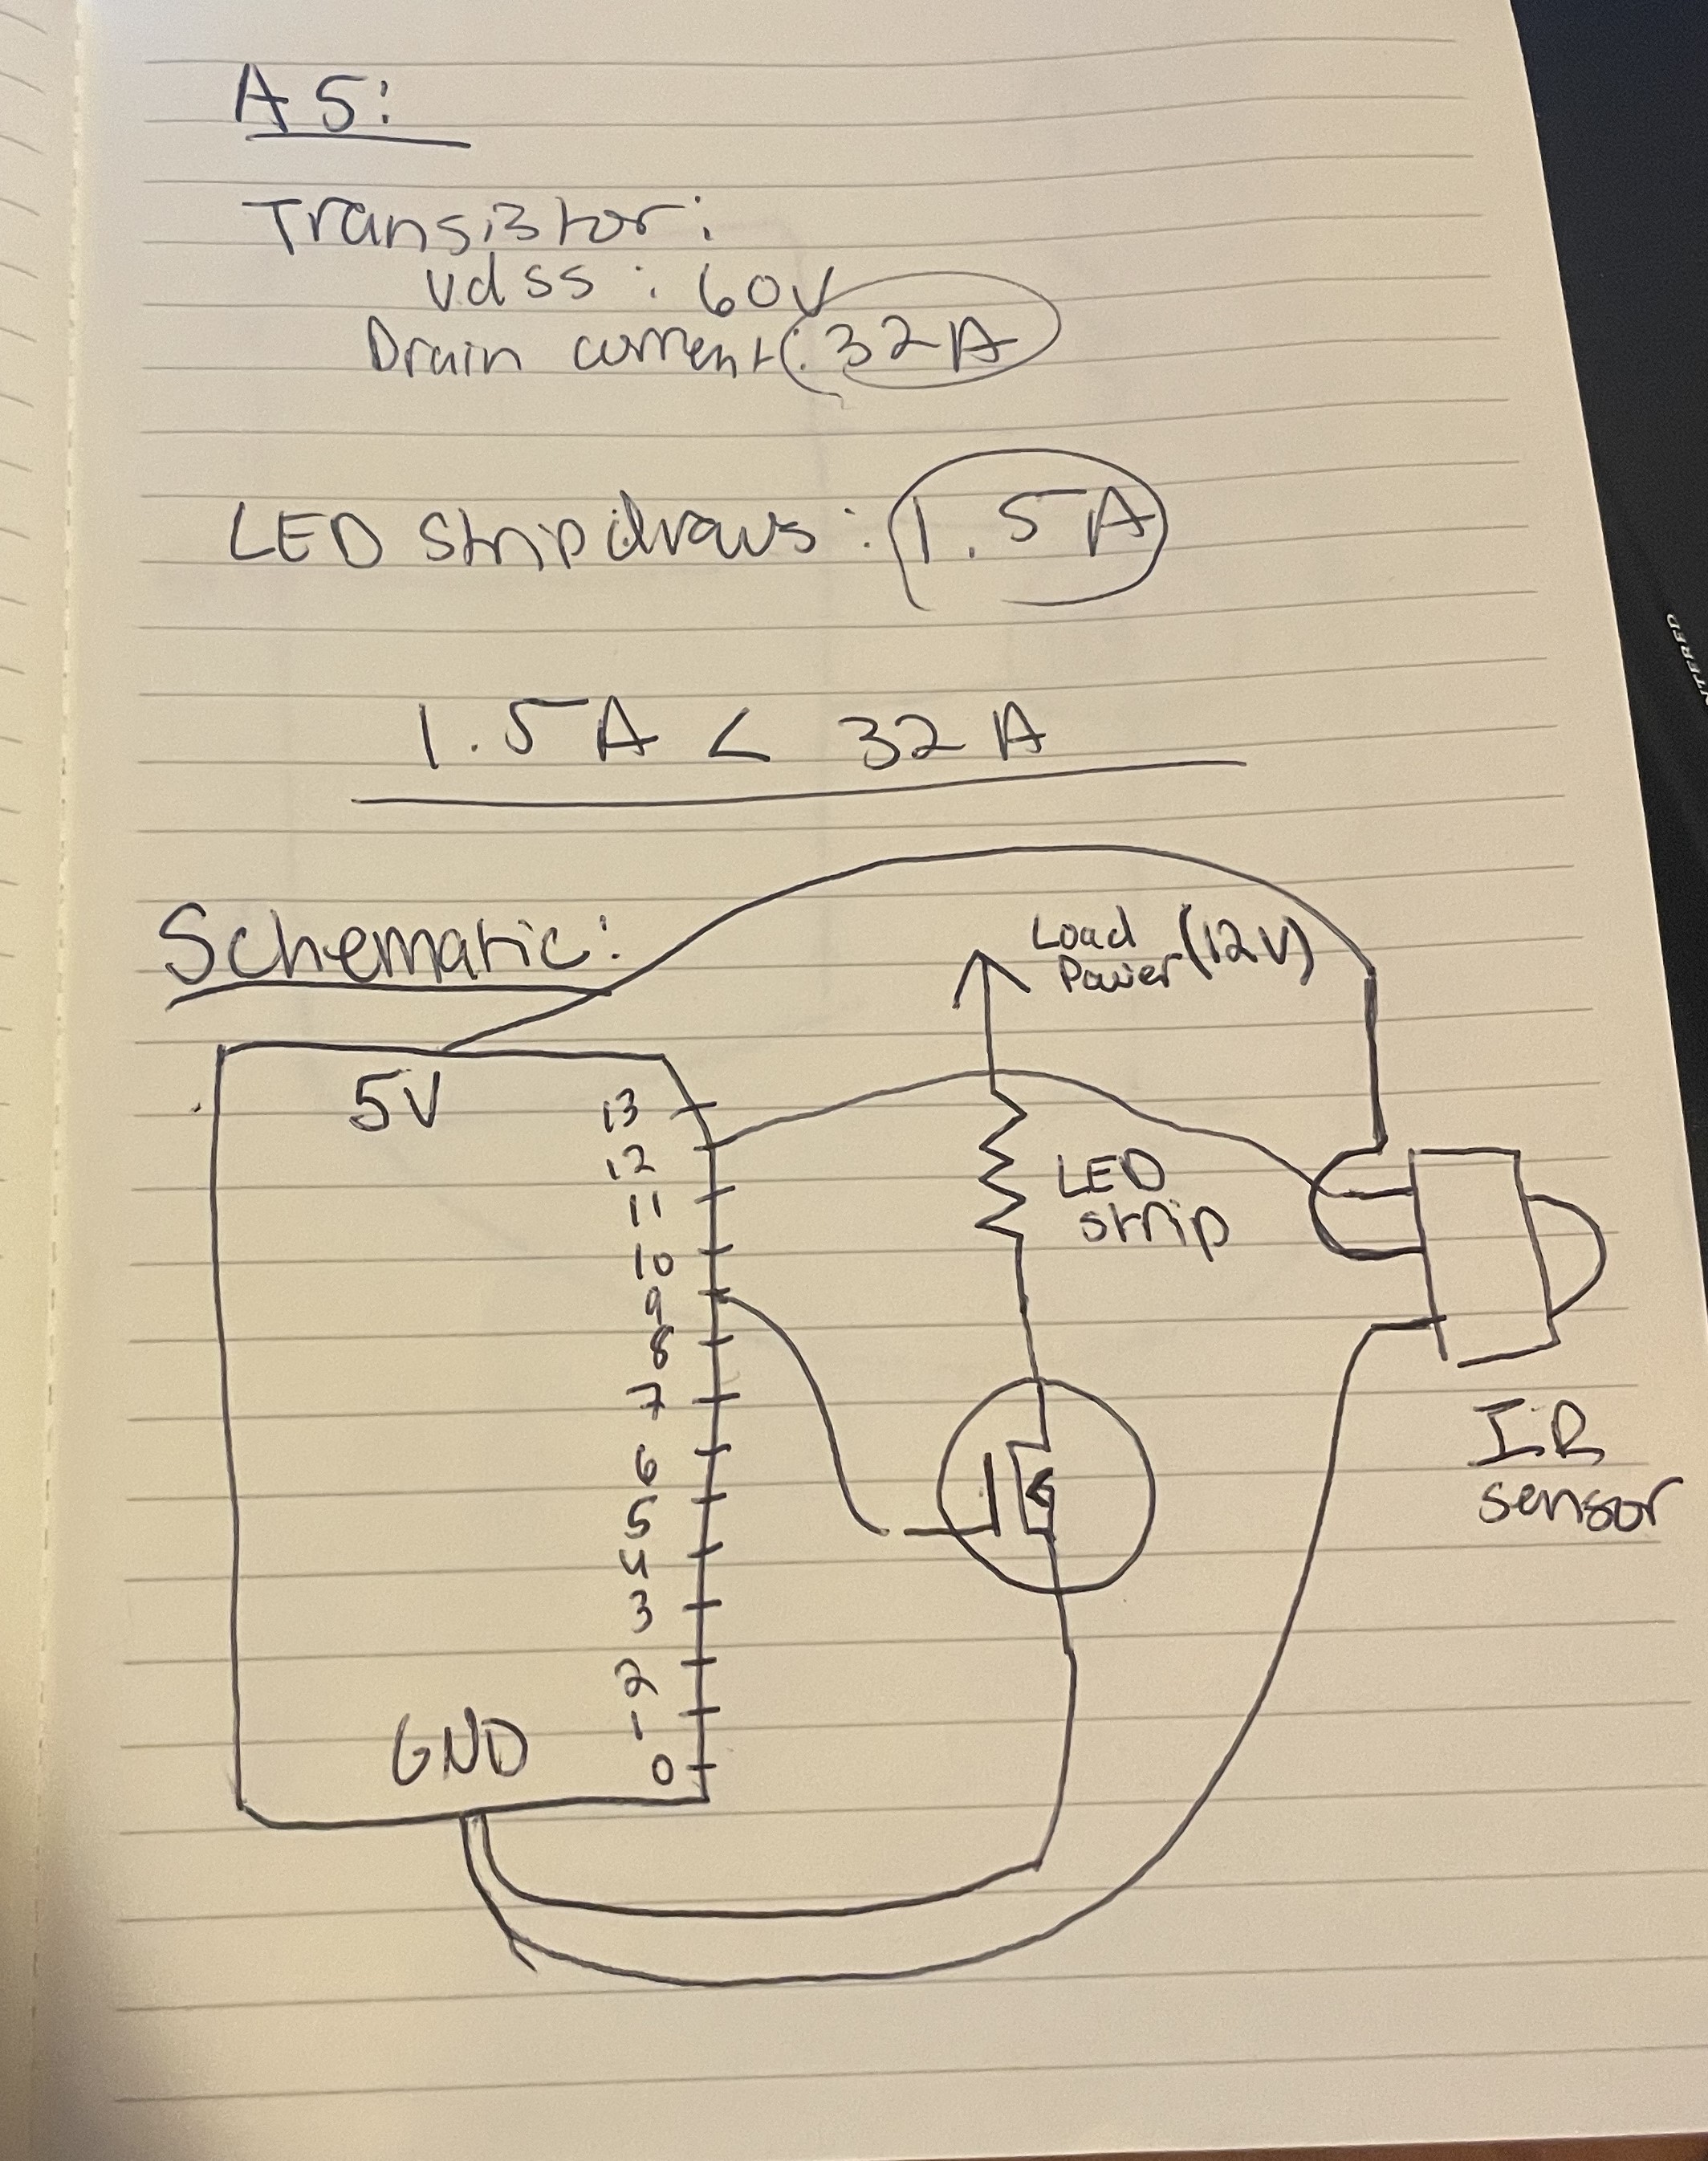 A5:
Transistor:
Vdss: 60V
Drain current: 32A
LED strip draws: 1.5A
1.5A < 32A
Schematic:
Load
Power (12V)
5V
13
12
11
10
9
8
7
6
5
4
3
2
1
0
GND
LED
strip
IR
sensor